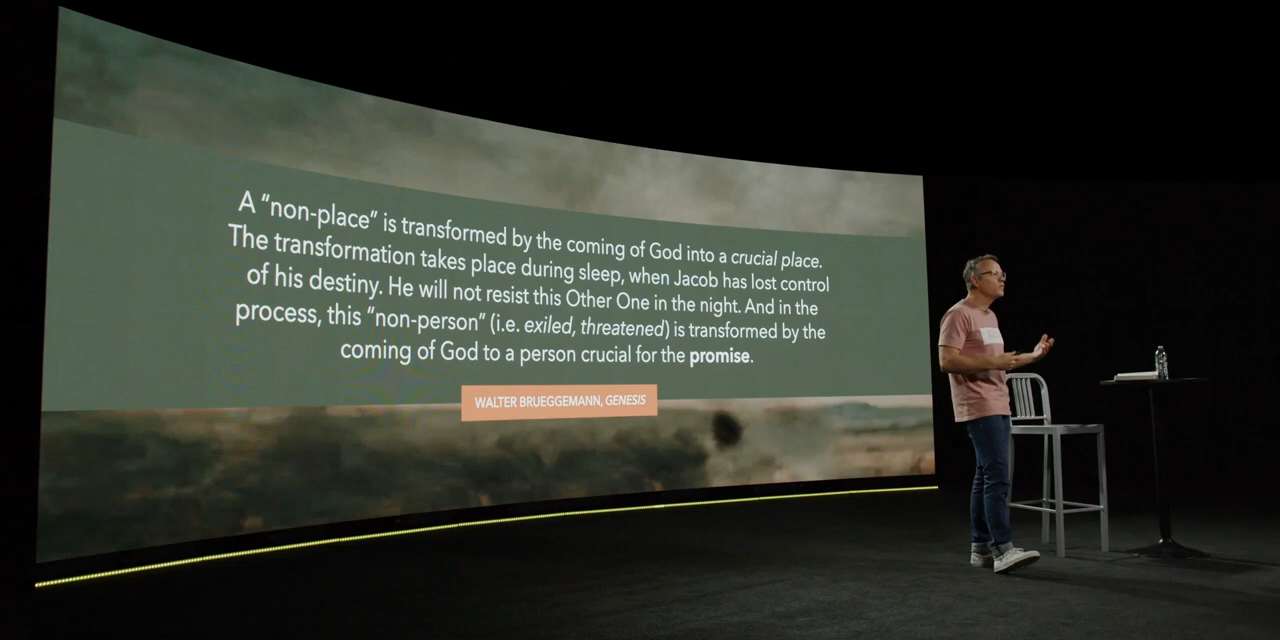 A “non-place” is transformed by the coming of God into a crucial place.
The transformation takes place during sleep, when Jacob has lost control
of his destiny. He will not resist this Other One in the night. And in the
process, this “non-person” (i.e. exiled, threatened) is transformed by the
coming of God to a person crucial for the promise.
WALTER BRUEGGEMANN, GENESIS